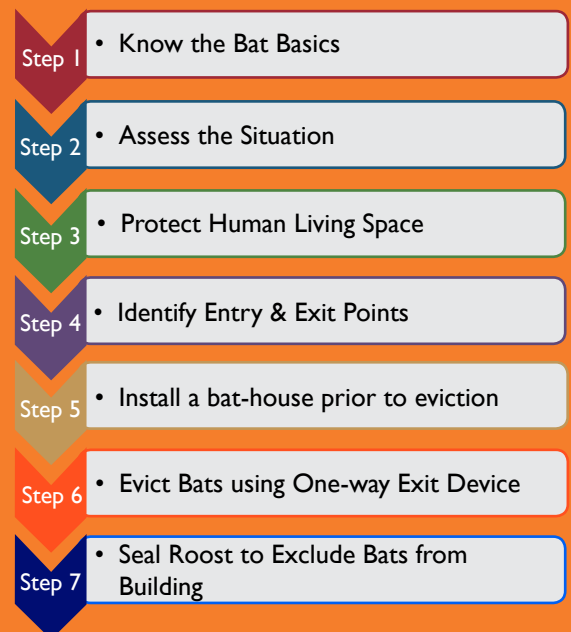 Step 1
• Know the Bat Basics
Step 2
• Assess the Situation
Step 3
• Protect Human Living Space
Step 4
• Identify Entry & Exit Points
Step 5
• Install a bat-house prior to eviction
Step 6
• Evict Bats using One-way Exit Device
Step 7
• Seal Roost to Exclude Bats from
Building